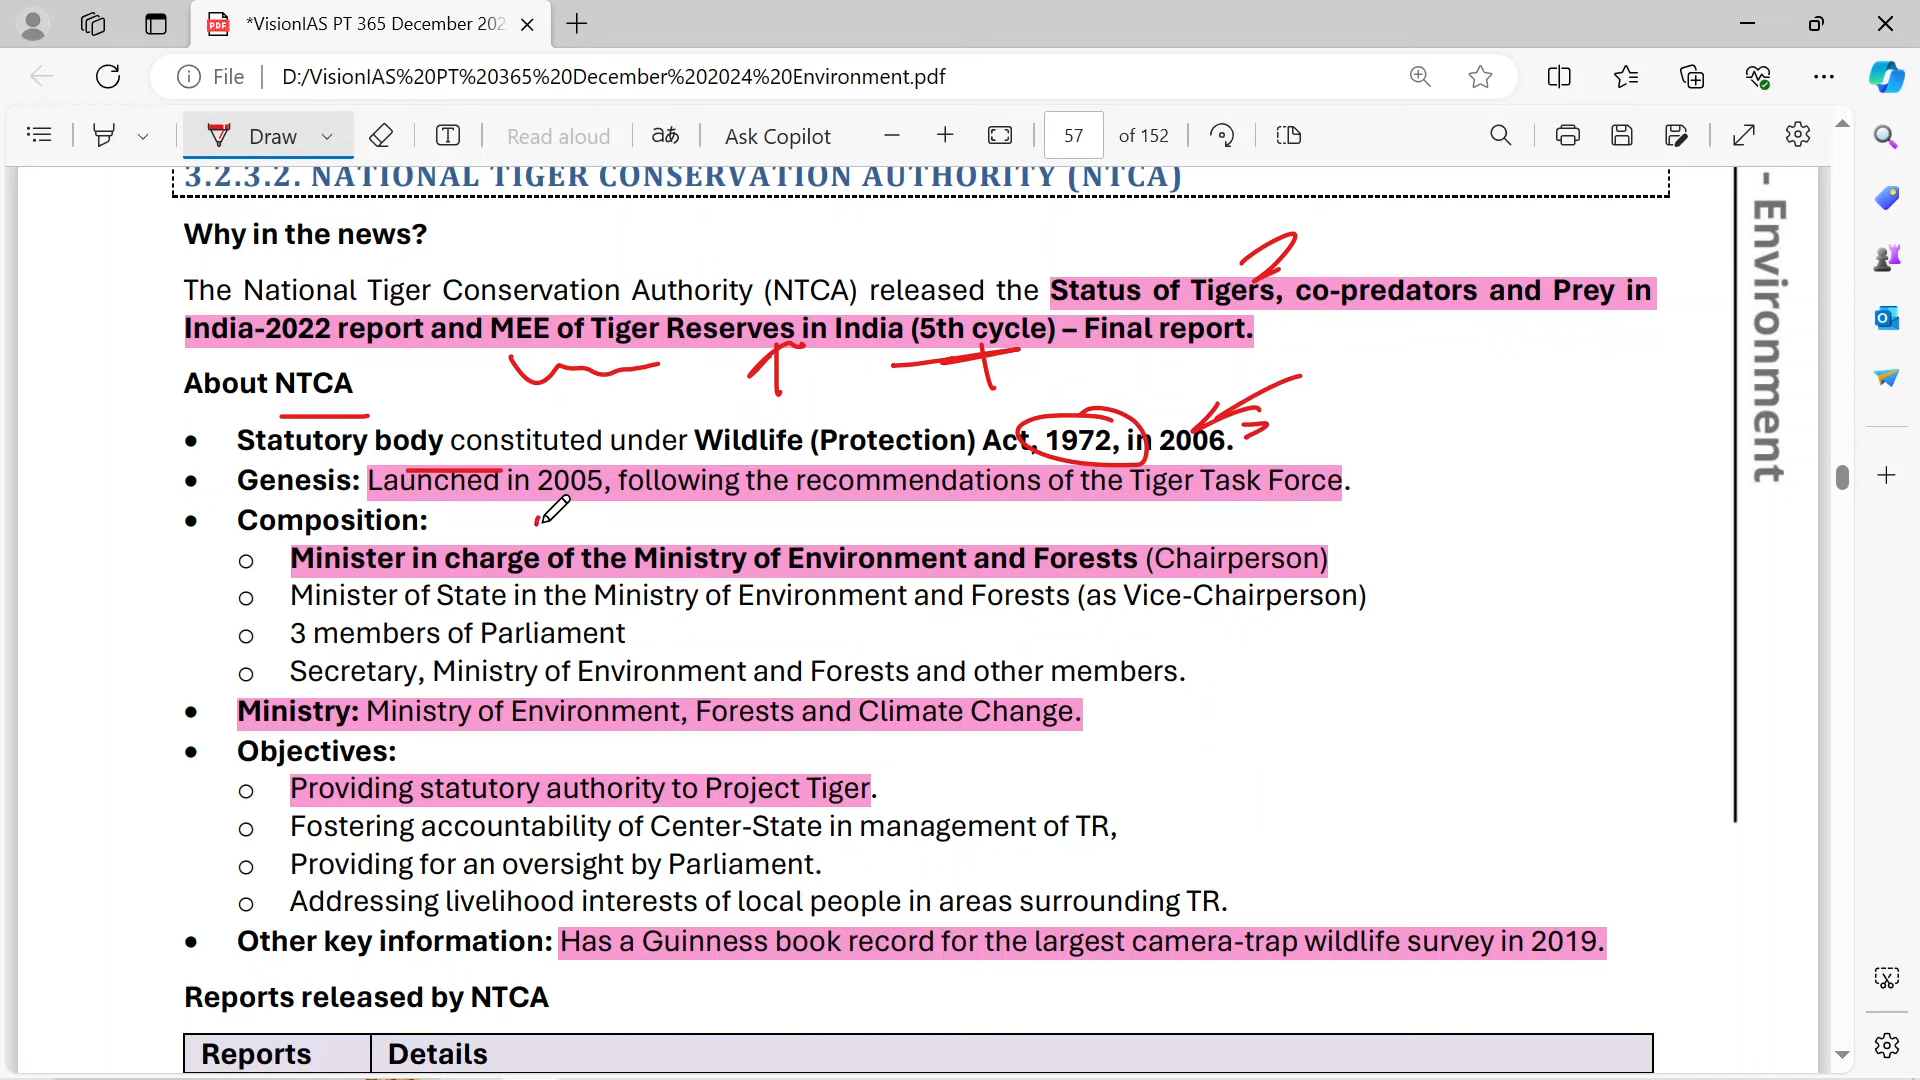 *VisionIAS PT 365 December 202
File
D:/VisionIAS%20PT%20365%20December%202024%20Environment.pdf
Draw
Read aloud
aあ
Ask Copilot
57
of 152
3.2.3.2. NATIONAL TIGER CONSERVATION AUTHORITY (NTCA)
Why in the news?
The National Tiger Conservation Authority (NTCA) released the Status of Tigers, co-predators and Prey in
India-2022 report and MEE of Tiger Reserves in India (5th cycle) – Final report.
About NTCA
• Statutory body constituted under Wildlife (Protection) Act, 1972, in 2006.
• Genesis: Launched in 2005, following the recommendations of the Tiger Task Force.
• Composition:
o Minister in charge of the Ministry of Environment and Forests (Chairperson)
o Minister of State in the Ministry of Environment and Forests (as Vice-Chairperson)
o 3 members of Parliament
o Secretary, Ministry of Environment and Forests and other members.
• Ministry: Ministry of Environment, Forests and Climate Change.
• Objectives:
o Providing statutory authority to Project Tiger.
o Fostering accountability of Center-State in management of TR,
o Providing for an oversight by Parliament.
o Addressing livelihood interests of local people in areas surrounding TR.
• Other key information: Has a Guinness book record for the largest camera-trap wildlife survey in 2019.
Reports released by NTCA
Reports Details
- Environment